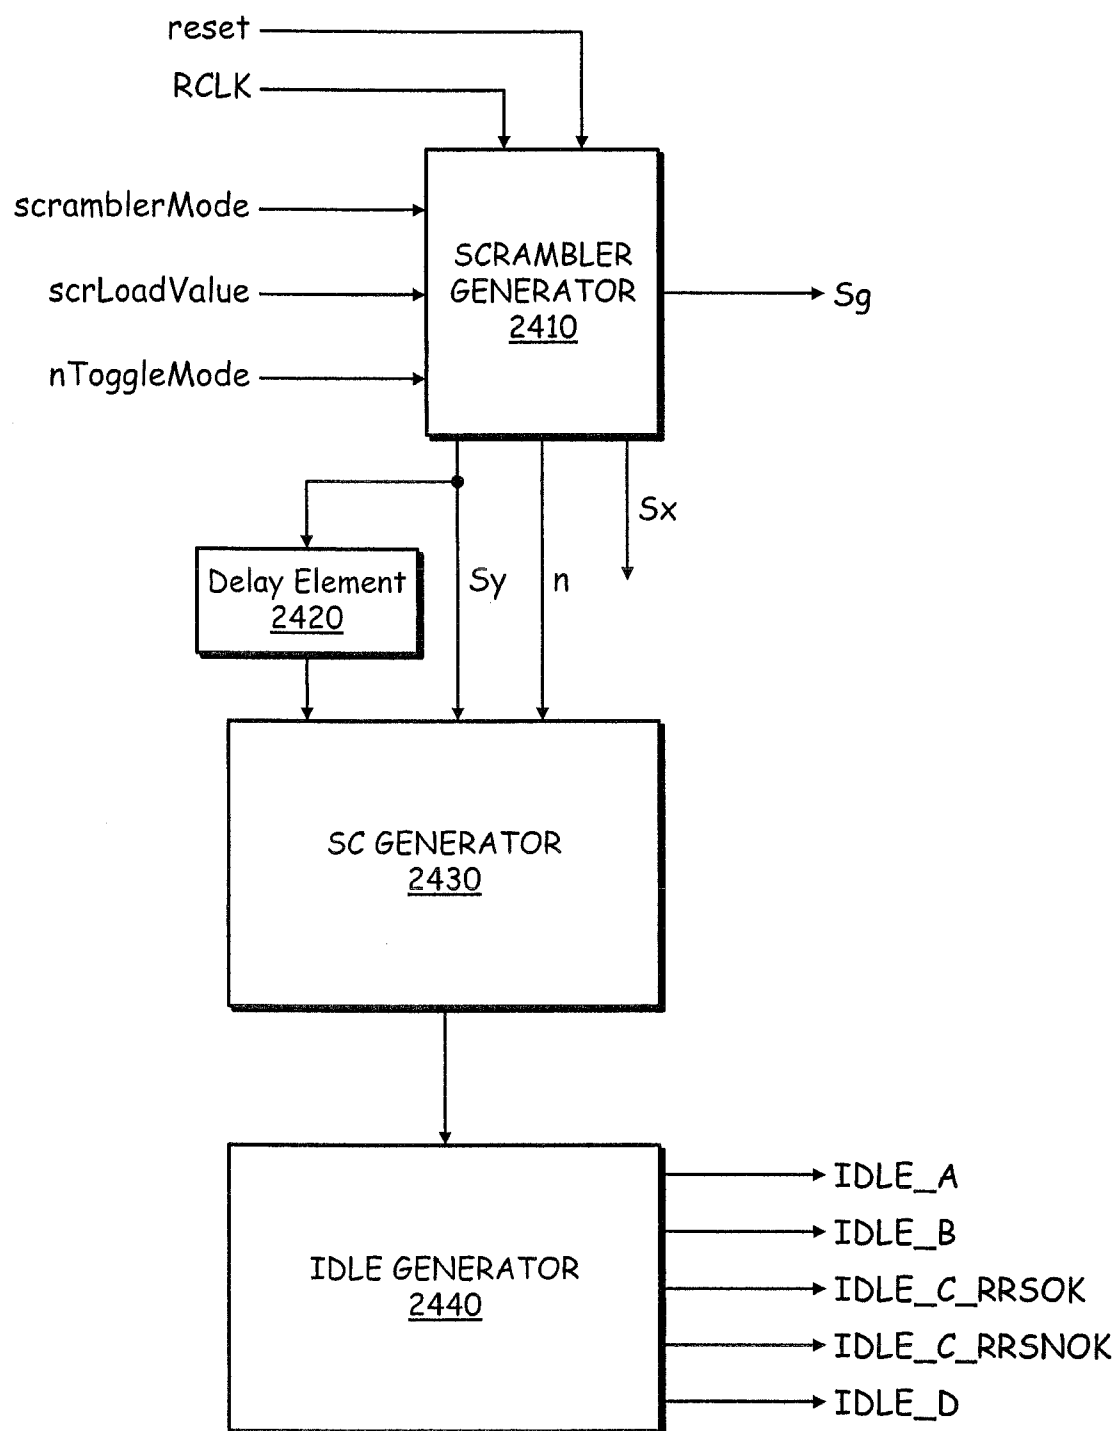 reset
RCLK
scramblerMode
scrLoadValue
nToggleMode
SCRAMBLER
GENERATOR
2410
Sg
Sx
Delay Element
2420
Sy
n
SC GENERATOR
2430
IDLE GENERATOR
2440
IDLE_A
IDLE_B
IDLE_C_RRSOK
IDLE_C_RRSNOK
IDLE_D